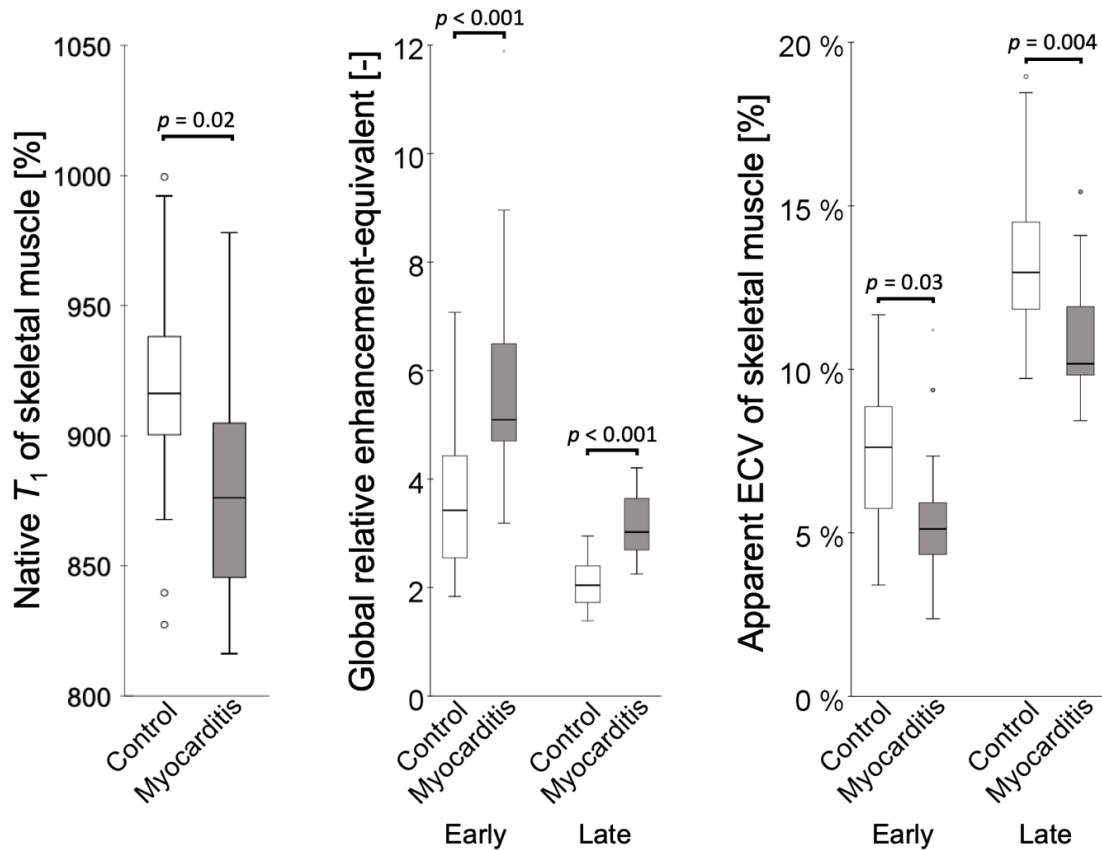 Native T₁ of skeletal muscle [%]
1050
1000
950
900
850
800
p = 0.02
Control
Myocarditis
Global relative enhancement-equivalent [-]
12
10
8
6
4
2
0
p < 0.001
p < 0.001
Control
Myocarditis
Control
Myocarditis
Early
Late
Apparent ECV of skeletal muscle [%]
20 %
15 %
10 %
5 %
0 %
p = 0.03
p = 0.004
Control
Myocarditis
Control
Myocarditis
Early
Late